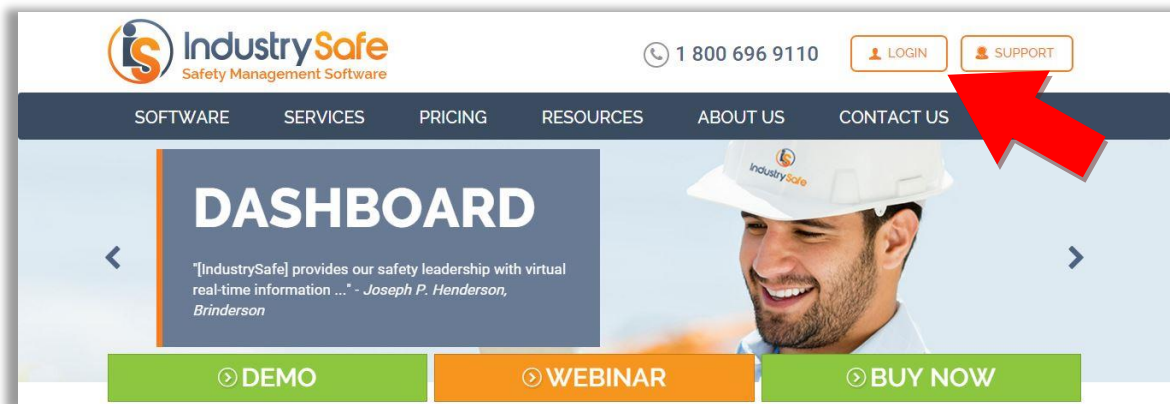 IndustrySafe
Safety Management Software
1 800 696 9110
LOGIN
SUPPORT
SOFTWARE
SERVICES
PRICING
RESOURCES
ABOUT US
CONTACT US
IndustrySafe
DASHBOARD
"[IndustrySafe] provides our safety leadership with virtual
real-time information ..." - Joseph P. Henderson,
Brinderson
DEMO
WEBINAR
BUY NOW